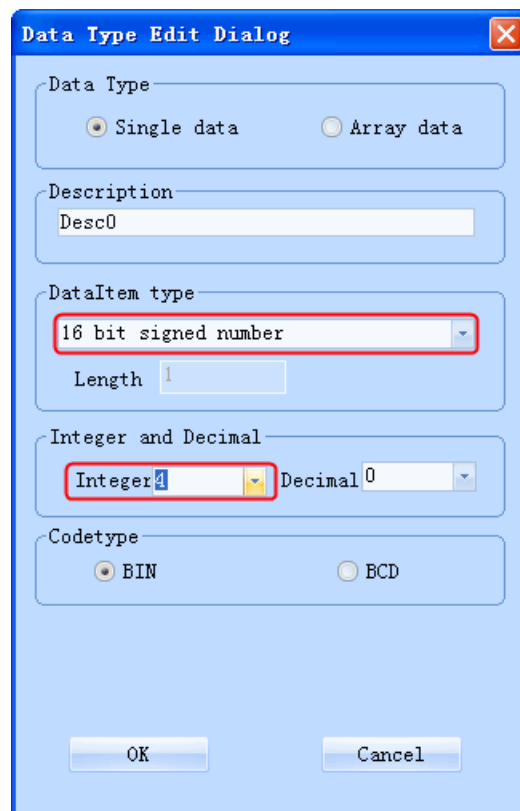 Data Type Edit Dialog
Data Type
Single data Array data
Description
Desc0
DataItem type
16 bit signed number
Length 1
Integer and Decimal
Integer 4 Decimal 0
Codetype
BIN BCD
OK Cancel